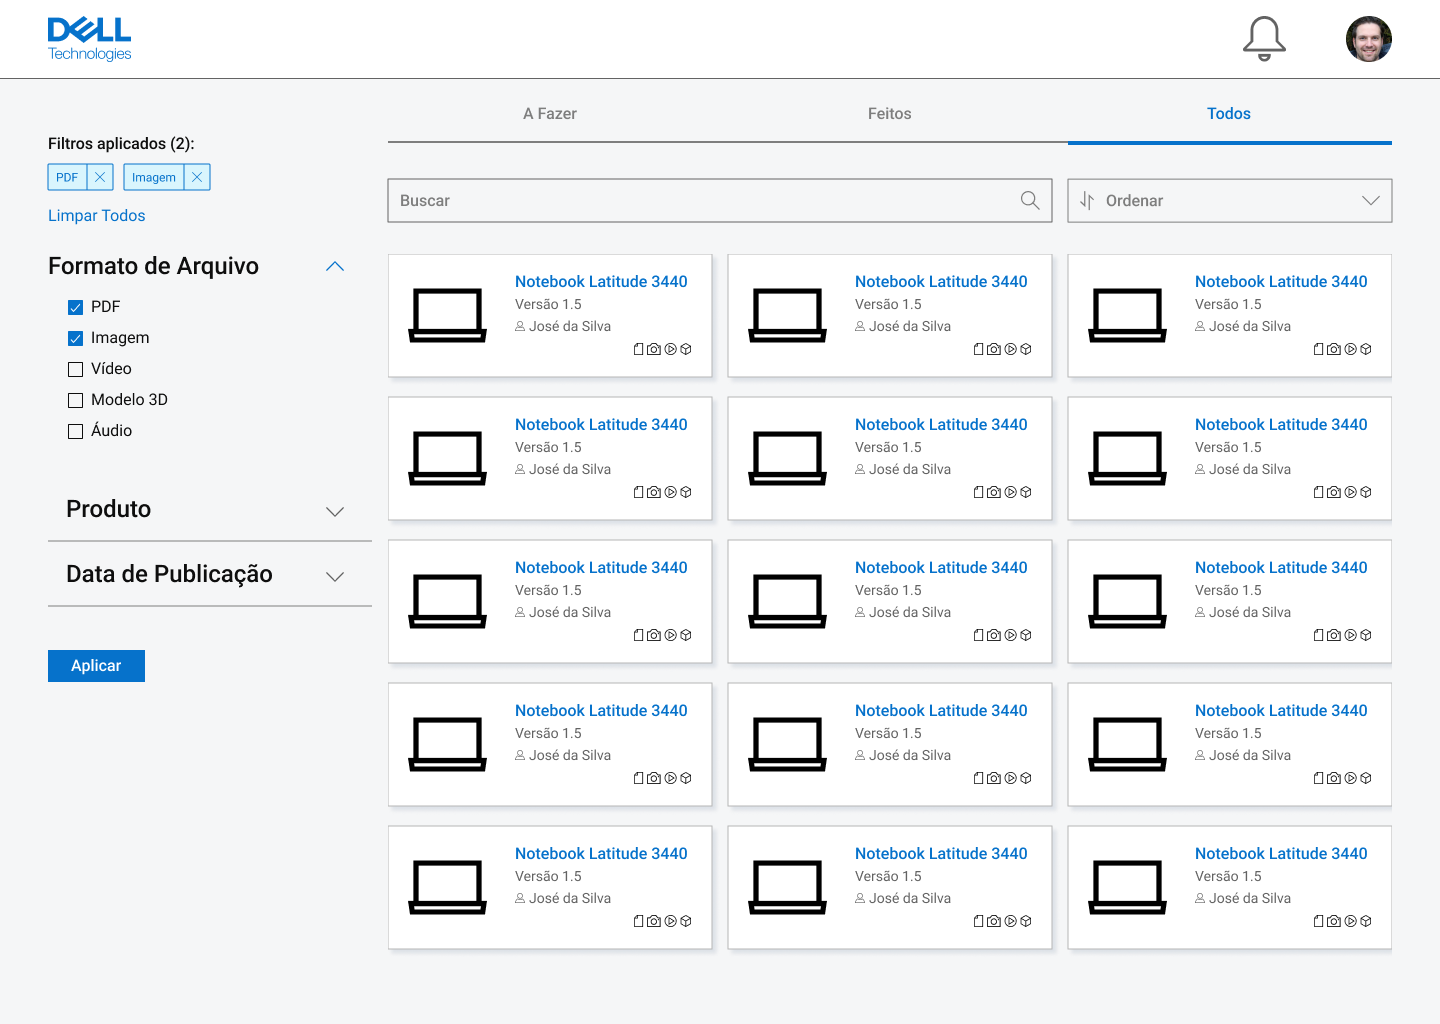 DELL
Technologies
A Fazer
Feitos
Todos
Filtros aplicados (2):
PDF
Imagem
Limpar Todos
Formato de Arquivo
PDF
Imagem
Vídeo
Modelo 3D
Áudio
Produto
Data de Publicação
Aplicar
Buscar
Ordenar
Notebook Latitude 3440
Versão 1.5
José da Silva
Notebook Latitude 3440
Versão 1.5
José da Silva
Notebook Latitude 3440
Versão 1.5
José da Silva
Notebook Latitude 3440
Versão 1.5
José da Silva
Notebook Latitude 3440
Versão 1.5
José da Silva
Notebook Latitude 3440
Versão 1.5
José da Silva
Notebook Latitude 3440
Versão 1.5
José da Silva
Notebook Latitude 3440
Versão 1.5
José da Silva
Notebook Latitude 3440
Versão 1.5
José da Silva
Notebook Latitude 3440
Versão 1.5
José da Silva
Notebook Latitude 3440
Versão 1.5
José da Silva
Notebook Latitude 3440
Versão 1.5
José da Silva
Notebook Latitude 3440
Versão 1.5
José da Silva
Notebook Latitude 3440
Versão 1.5
José da Silva
Notebook Latitude 3440
Versão 1.5
José da Silva